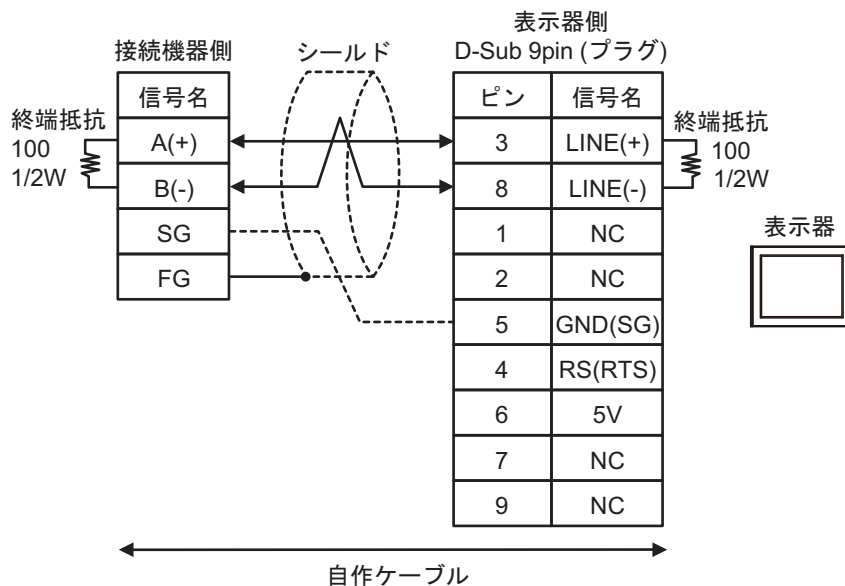 表示器側
接続機器側 シールド D-Sub 9pin (プラグ)
信号名 ピン 信号名
終端抵抗 A(+) 3 LINE(+) 終端抵抗
100 100
1/2W B(-) 8 LINE(-) 1/2W
SG 1 NC 表示器
FG 2 NC
5 GND(SG)
4 RS(RTS)
6 5V
7 NC
9 NC
自作ケーブル